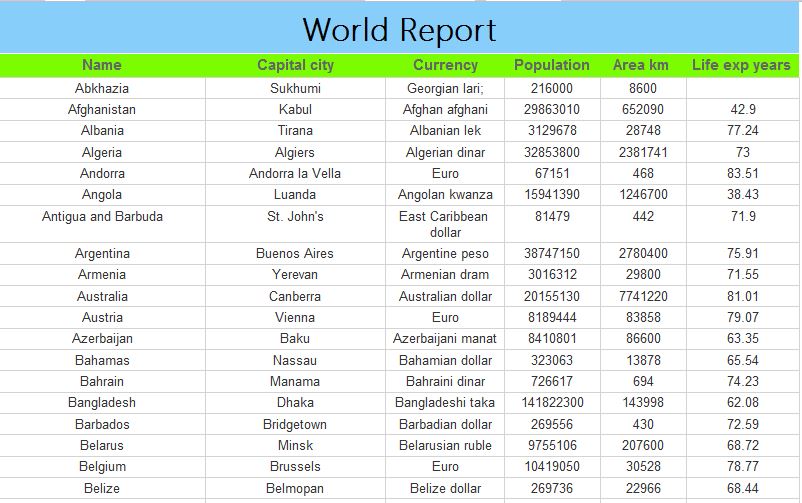 World Report
Name Capital city Currency Population Area km Life exp years
Abkhazia Sukhumi Georgian lari; 216000 8600
Afghanistan Kabul Afghan afghani 29863010 652090 42.9
Albania Tirana Albanian lek 3129678 28748 77.24
Algeria Algiers Algerian dinar 32853800 2381741 73
Andorra Andorra la Vella Euro 67151 468 83.51
Angola Luanda Angolan kwanza 15941390 1246700 38.43
Antigua and Barbuda St. John's East Caribbean 81479 442 71.9
dollar
Argentina Buenos Aires Argentine peso 38747150 2780400 75.91
Armenia Yerevan Armenian dram 3016312 29800 71.55
Australia Canberra Australian dollar 20155130 7741220 81.01
Austria Vienna Euro 8189444 83858 79.07
Azerbaijan Baku Azerbaijani manat 8410801 86600 63.35
Bahamas Nassau Bahamian dollar 323063 13878 65.54
Bahrain Manama Bahraini dinar 726617 694 74.23
Bangladesh Dhaka Bangladeshi taka 141822300 143998 62.08
Barbados Bridgetown Barbadian dollar 269556 430 72.59
Belarus Minsk Belarusian ruble 9755106 207600 68.72
Belgium Brussels Euro 10419050 30528 78.77
Belize Belmopan Belize dollar 269736 22966 68.44